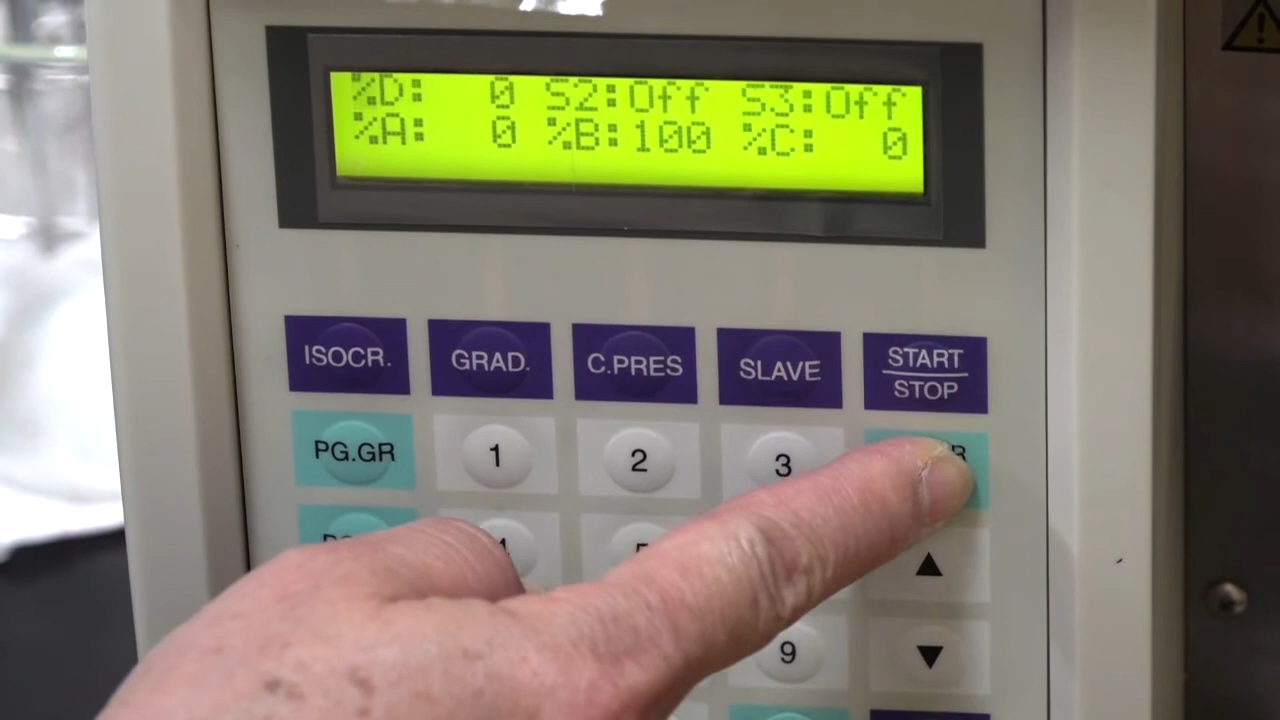 %D: 0 S2:Off S3:Off
%A: 0 %B:100 %C: 0
ISOCR. GRAD. C.PRES SLAVE START
STOP
PG.GR 1 2 3
▲
9 ▼